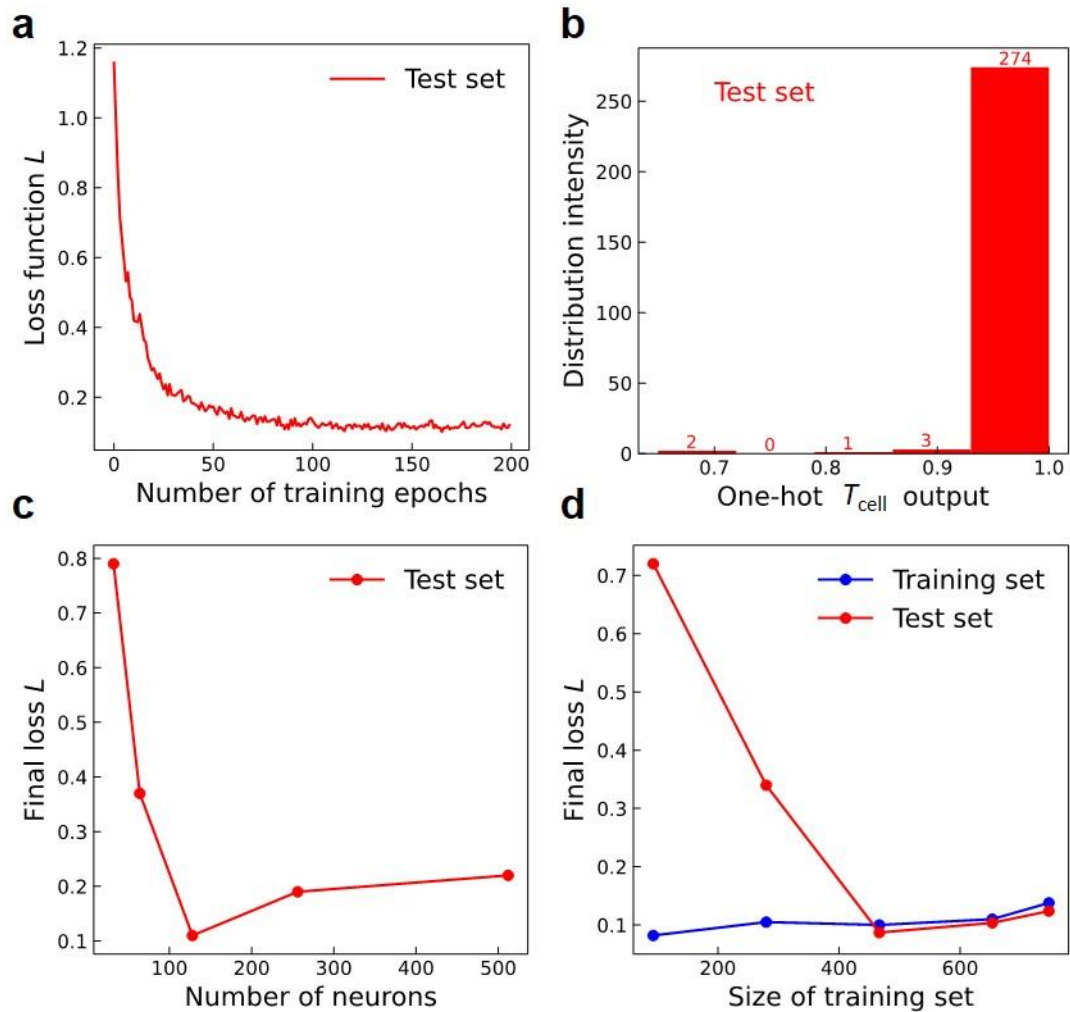 a
1.2
1.0
0.8
0.6
0.4
0.2
Loss function L
Test set
0
50
100
150
200
Number of training epochs
b
250
200
150
100
50
0
Distribution intensity
Test set
2
0
1
3
274
0.7
0.8
0.9
1.0
One-hot Tcell output
c
0.8
0.7
0.6
0.5
0.4
0.3
0.2
0.1
Final loss L
Test set
100
200
300
400
500
Number of neurons
d
0.7
0.6
0.5
0.4
0.3
0.2
0.1
Final loss L
Training set
Test set
200
400
600
Size of training set